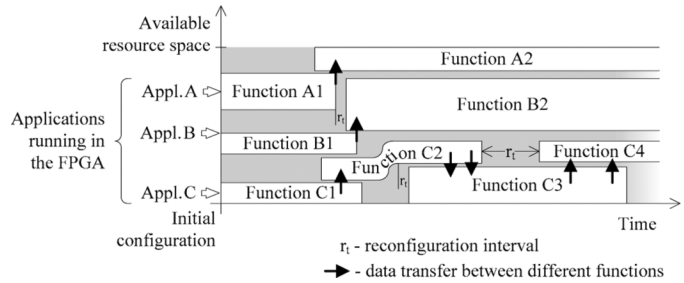 Available
resource space
Function A2
Appl.A
Function A1
rt
Function B2
Applications
running in
the FPGA
Appl.B
Function B1
Function C2
rt
Function C4
rt
Function C3
Appl.C
Function C1
Initial
configuration
Time
rt - reconfiguration interval
- data transfer between different functions